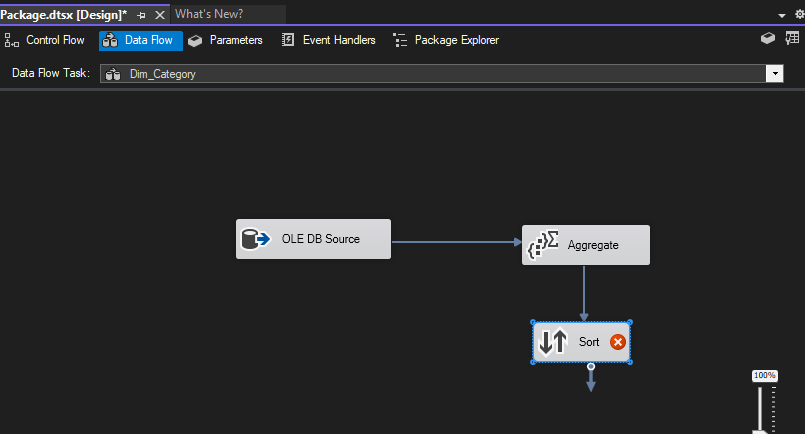 Package.dtsx [Design]* What's New?
Control Flow Data Flow Parameters Event Handlers Package Explorer
Data Flow Task: Dim_Category
OLE DB Source
Aggregate
Sort
100%